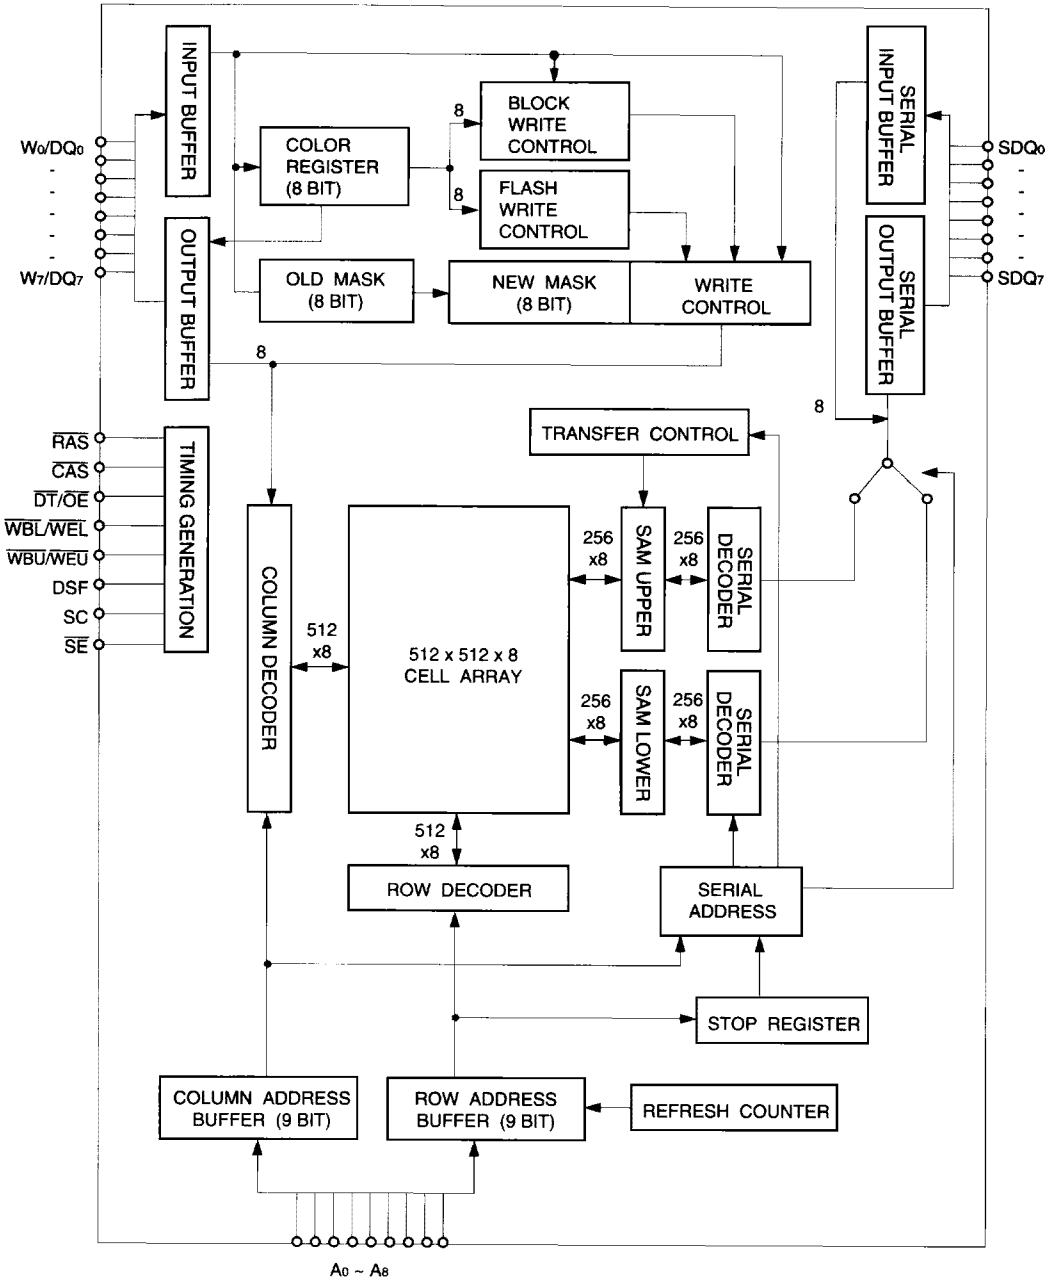 INPUT BUFFER
SERIAL
INPUT BUFFER
COLOR
REGISTER
(8 BIT)
8
BLOCK
WRITE
CONTROL
8
FLASH
WRITE
CONTROL
W0/DQ0
-
-
-
-
W7/DQ7
SDQ0
-
-
-
-
SDQ7
OUTPUT BUFFER
OLD MASK
(8 BIT)
NEW MASK
(8 BIT)
WRITE
CONTROL
SERIAL
OUTPUT BUFFER
8
8
TRANSFER CONTROL
RAS
CAS
DT/OE
WBL/WEL
WBU/WEU
DSF
SC
SE
TIMING GENERATION
COLUMN DECODER
512
x8
512 x 512 x 8
CELL ARRAY
256
x8
SAM UPPER
256
x8
SERIAL
DECODER
256
x8
SAM LOWER
256
x8
SERIAL
DECODER
512
x8
ROW DECODER
SERIAL
ADDRESS
STOP REGISTER
COLUMN ADDRESS
BUFFER (9 BIT)
ROW ADDRESS
BUFFER (9 BIT)
REFRESH COUNTER
A0 ~ A8